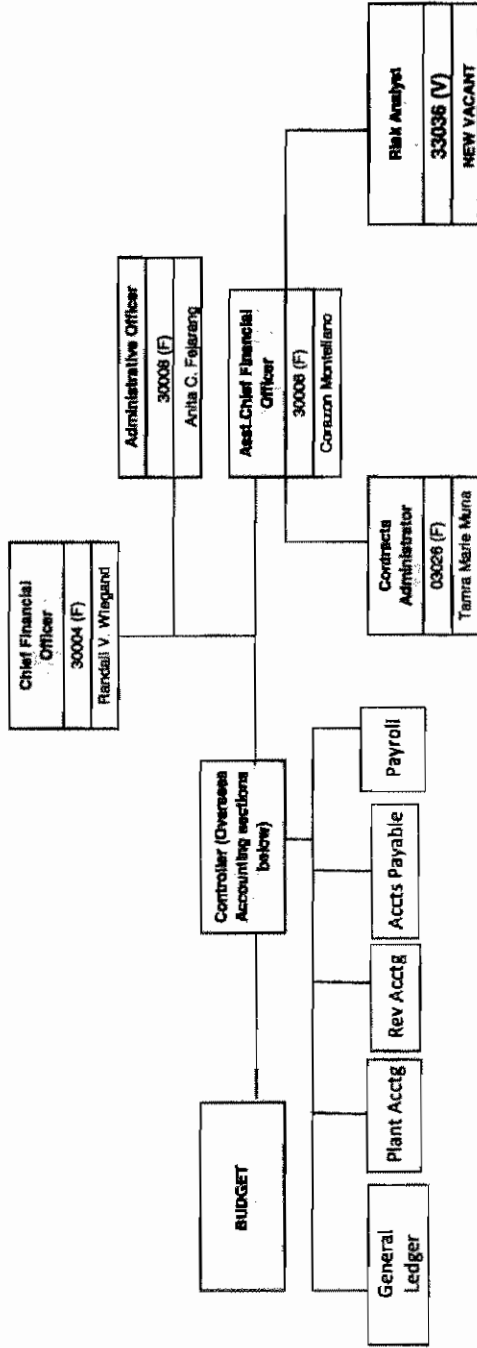 Chief Financial
Officer
30004 (F)
Randall V. Wiegand
Administrative Officer
30008 (F)
Anita C. Fejarang
BUDGET
Controller (Oversees
Accounting sections
below)
Asst.Chief Financial
Officer
30006 (F)
Corazon Montellano
General
Ledger
Plant Acctg
Rev Acctg
Accts Payable
Payroll
Contracts
Administrator
03026 (F)
Tamra Marie Muna
Risk Analyst
33036 (V)
NEW VACANT